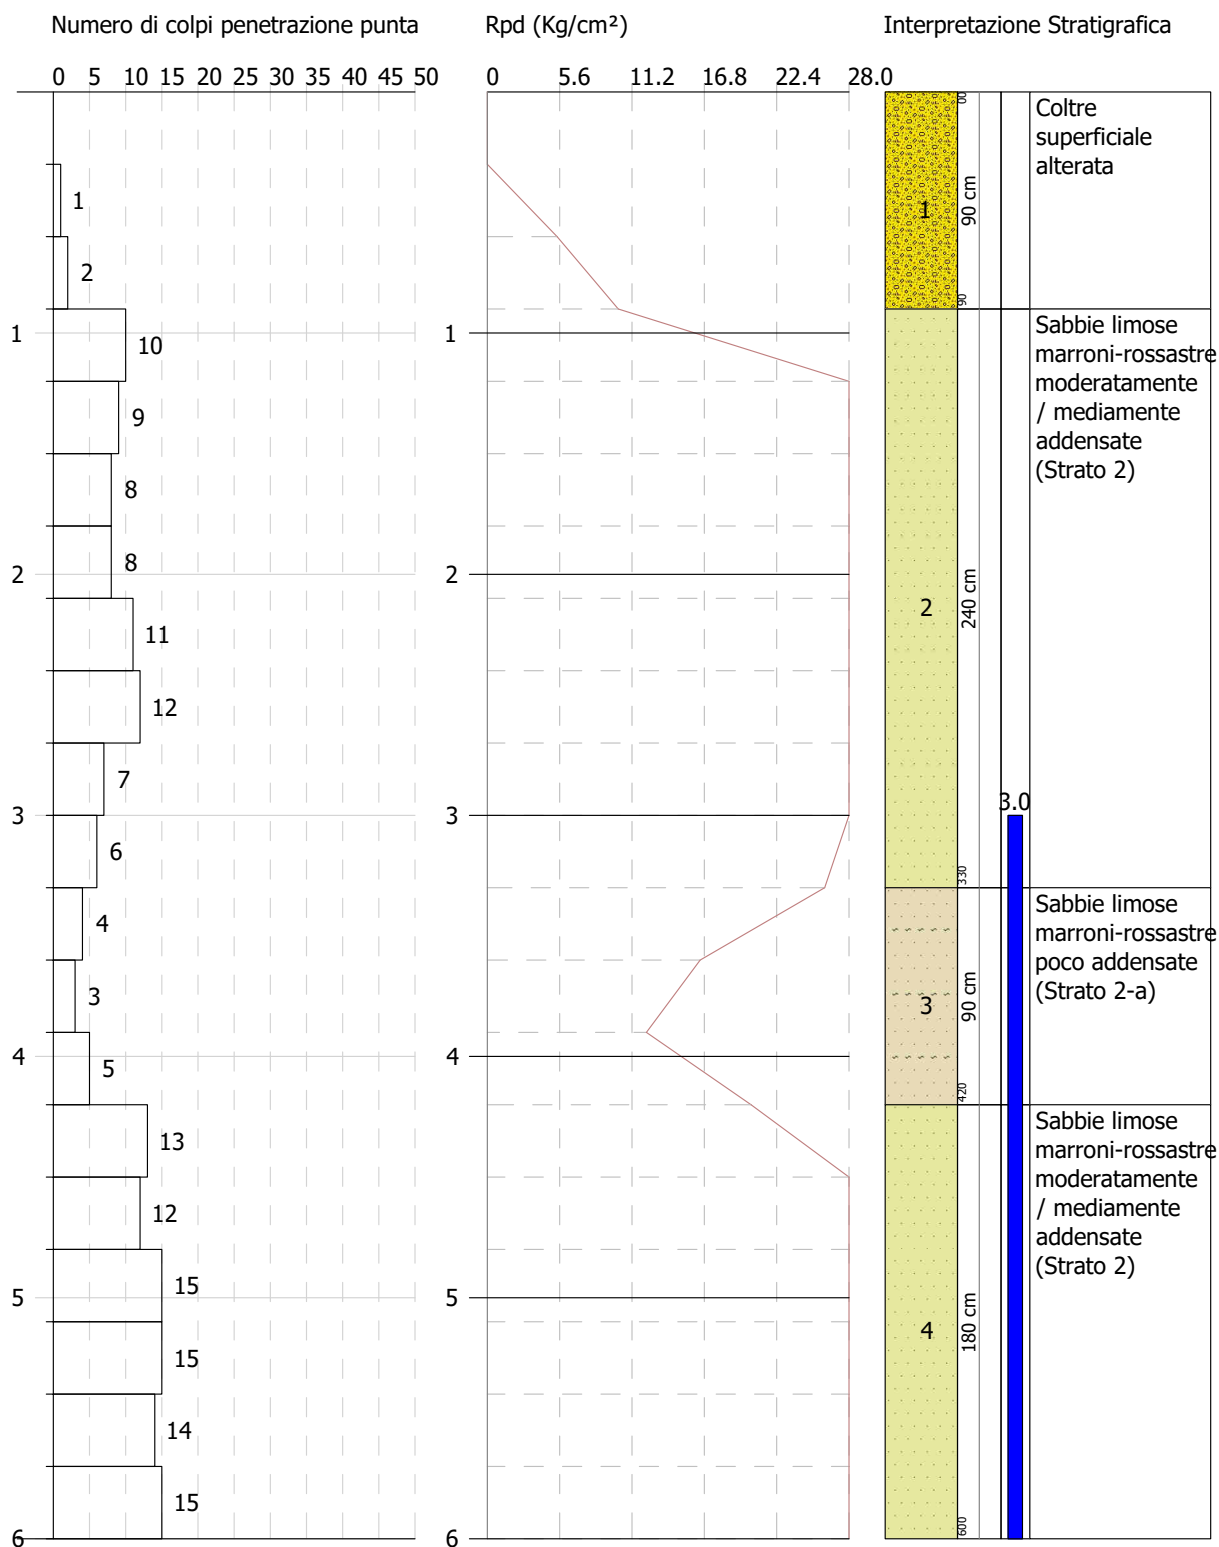 Numero di colpi penetrazione punta
Rpd (Kg/cm²)
Interpretazione Stratigrafica
0 5 10 15 20 25 30 35 40 45 50
0 5.6 11.2 16.8 22.4 28.0
1
2
10
9
8
8
11
12
7
6
4
3
5
13
12
15
15
14
15
1
2
3
4
5
6
1
2
3
4
5
6
00
1
90 cm
90
Coltre
superficiale
alterata
2
240 cm
330
Sabbie limose
marroni-rossastre
moderatamente
/ mediamente
addensate
(Strato 2)
3.0
3
90 cm
420
Sabbie limose
marroni-rossastre
poco addensate
(Strato 2-a)
4
180 cm
600
Sabbie limose
marroni-rossastre
moderatamente
/ mediamente
addensate
(Strato 2)